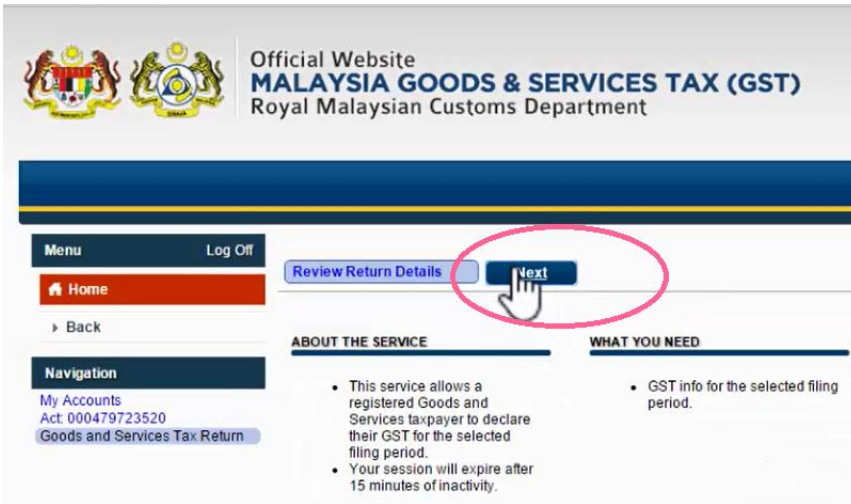 Official Website
MALAYSIA GOODS & SERVICES TAX (GST)
Royal Malaysian Customs Department
Menu Log Off
Home
Back
Navigation
My Accounts
Act: 000479723520
Goods and Services Tax Return
Review Return Details Next
ABOUT THE SERVICE
This service allows a
registered Goods and
Services taxpayer to declare
their GST for the selected
filing period.
Your session will expire after
15 minutes of inactivity.
WHAT YOU NEED
GST info for the selected filing
period.